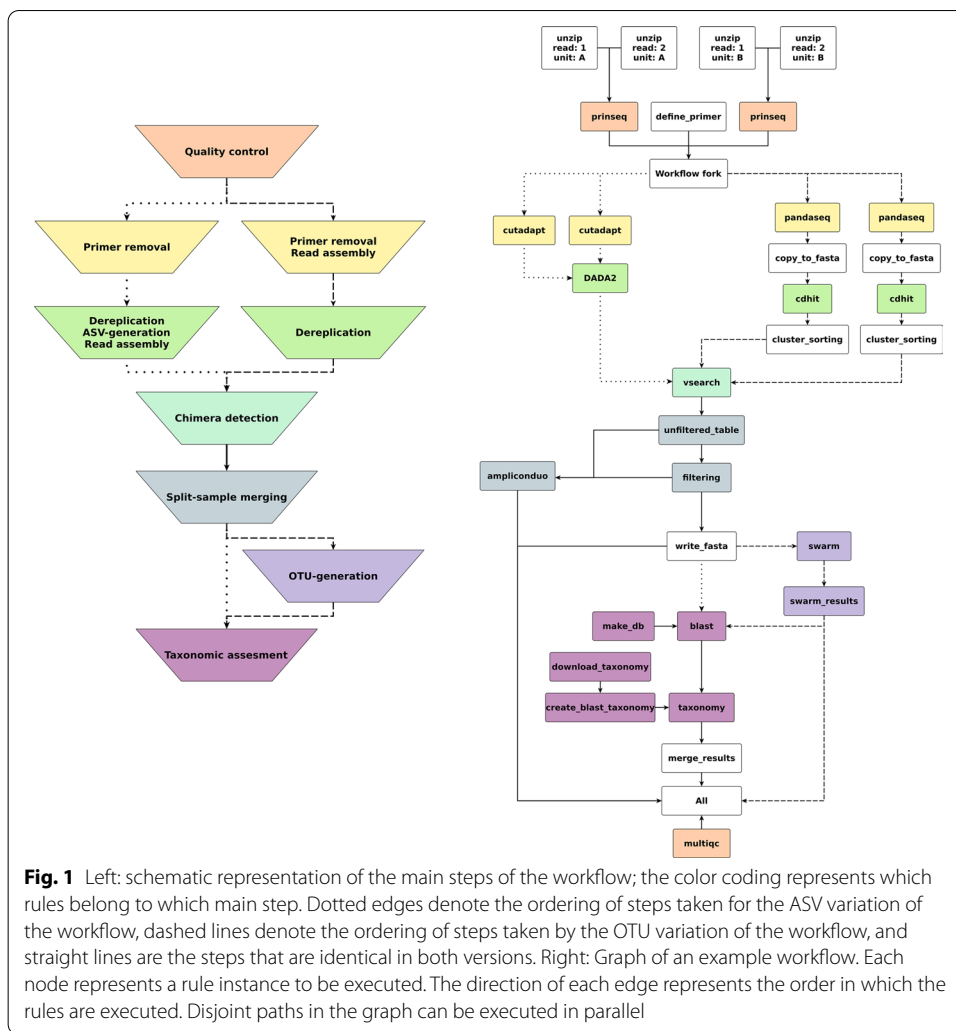 Quality control
Primer removal
Primer removal
Read assembly
Dereplication
ASV-generation
Read assembly
Dereplication
Chimera detection
Split-sample merging
OTU-generation
Taxonomic assesment
unzip
read: 1
unit: A
unzip
read: 2
unit: A
unzip
read: 1
unit: B
unzip
read: 2
unit: B
prinseq
define_primer
prinseq
Workflow fork
cutadapt
cutadapt
pandaseq
pandaseq
copy_to_fasta
copy_to_fasta
DADA2
cdhit
cdhit
cluster_sorting
cluster_sorting
vsearch
unfiltered_table
ampliconduo
filtering
write_fasta
swarm
swarm_results
make_db
blast
download_taxonomy
create_blast_taxonomy
taxonomy
merge_results
All
multiqc
Fig. 1 Left: schematic representation of the main steps of the workflow; the color coding represents which
rules belong to which main step. Dotted edges denote the ordering of steps taken for the ASV variation of
the workflow, dashed lines denote the ordering of steps taken by the OTU variation of the workflow, and
straight lines are the steps that are identical in both versions. Right: Graph of an example workflow. Each
node represents a rule instance to be executed. The direction of each edge represents the order in which the
rules are executed. Disjoint paths in the graph can be executed in parallel